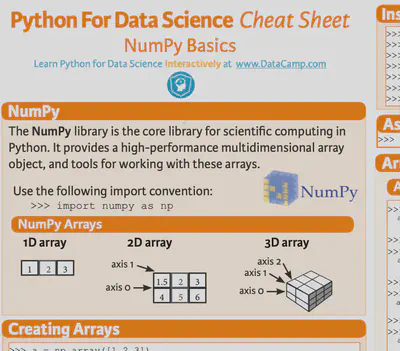 Python For Data Science Cheat Sheet
NumPy Basics
Learn Python for Data Science Interactively at www.DataCamp.com
NumPy
The NumPy library is the core library for scientific computing in
Python. It provides a high-performance multidimensional array
object, and tools for working with these arrays.
Use the following import convention:
>>> import numpy as np
NumPy
NumPy Arrays
1D array
2D array
3D array
1 2 3
axis 1
axis 0
1.5 2 3
4 5 6
axis 2
axis 1
axis 0
Creating Arrays
>>> a = np.array([1,2,3])
Ins
>>>
>>>
>>>
>>>
>>>
>>>
>>>
As
>>>
Ar
A
>>>
>>>
>>>
>>>